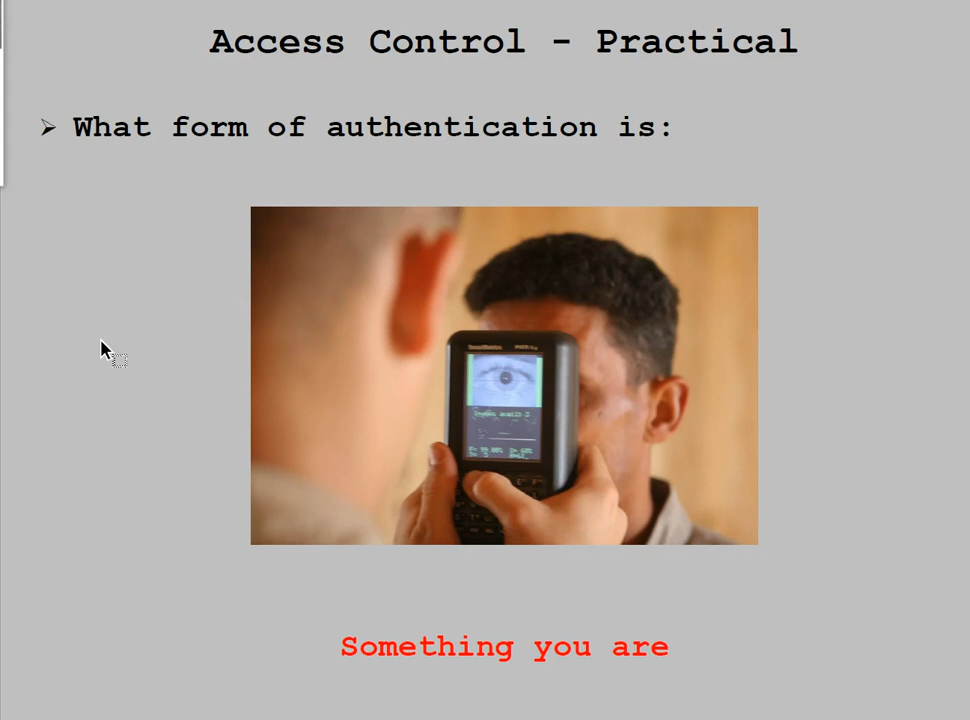 Access Control - Practical
What form of authentication is:
Something you are